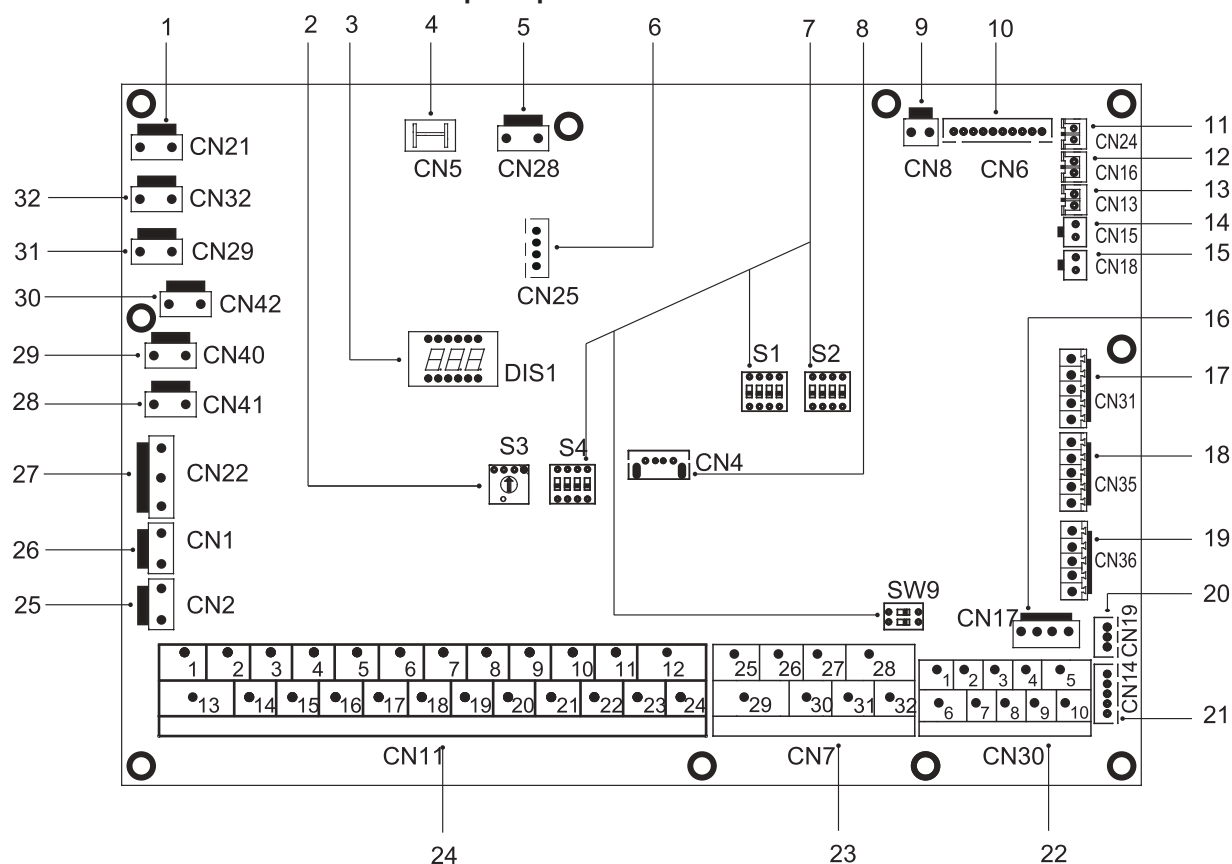 1 2 3 4 5 6 7 8 9 10
CN21
CN5
CN28
CN8
CN6
CN24
11
CN16
12
CN13
13
CN15
14
CN18
15
32
CN32
31
CN29
CN25
30
CN42
16
29
CN40
DIS1
S1
S2
28
CN41
CN31
17
27
CN22
S3
S4
CN4
CN35
18
26
CN1
CN36
19
25
CN2
SW9
CN17
CN19
20
1 2 3 4 5 6 7 8 9 10 11 12
13 14 15 16 17 18 19 20 21 22 23 24
25 26 27 28
29 30 31 32
1 2 3 4 5
6 7 8 9 10
CN14
21
CN11
CN7
CN30
24
23
22